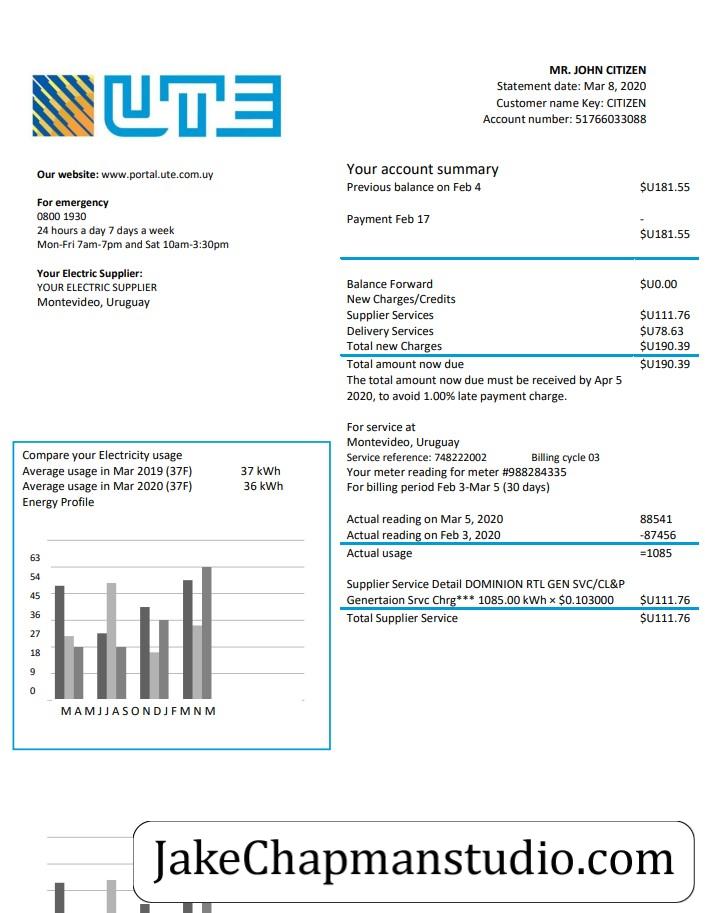 UTE
MR. JOHN CITIZEN
Statement date: Mar 8, 2020
Customer name Key: CITIZEN
Account number: 51766033088
Our website: www.portal.ute.com.uy
For emergency
0800 1930
24 hours a day 7 days a week
Mon-Fri 7am-7pm and Sat 10am-3:30pm
Your Electric Supplier:
YOUR ELECTRIC SUPPLIER
Montevideo, Uruguay
Your account summary
Previous balance on Feb 4 $U181.55
Payment Feb 17 -
$U181.55
Balance Forward $U0.00
New Charges/Credits
Supplier Services $U111.76
Delivery Services $U78.63
Total new Charges $U190.39
Total amount now due $U190.39
The total amount now due must be received by Apr 5
2020, to avoid 1.00% late payment charge.
For service at
Montevideo, Uruguay
Service reference: 748222002 Billing cycle 03
Your meter reading for meter #988284335
For billing period Feb 3-Mar 5 (30 days)
Actual reading on Mar 5, 2020 88541
Actual reading on Feb 3, 2020 -87456
Actual usage =1085
Supplier Service Detail DOMINION RTL GEN SVC/CL&P
Genertaion Srvc Chrg*** 1085.00 kWh × $0.103000 $U111.76
Total Supplier Service $U111.76
Compare your Electricity usage
Average usage in Mar 2019 (37F) 37 kWh
Average usage in Mar 2020 (37F) 36 kWh
Energy Profile
63
54
45
36
27
18
9
0
M A M J J A S O N D J F M N M
JakeChapmanstudio.com